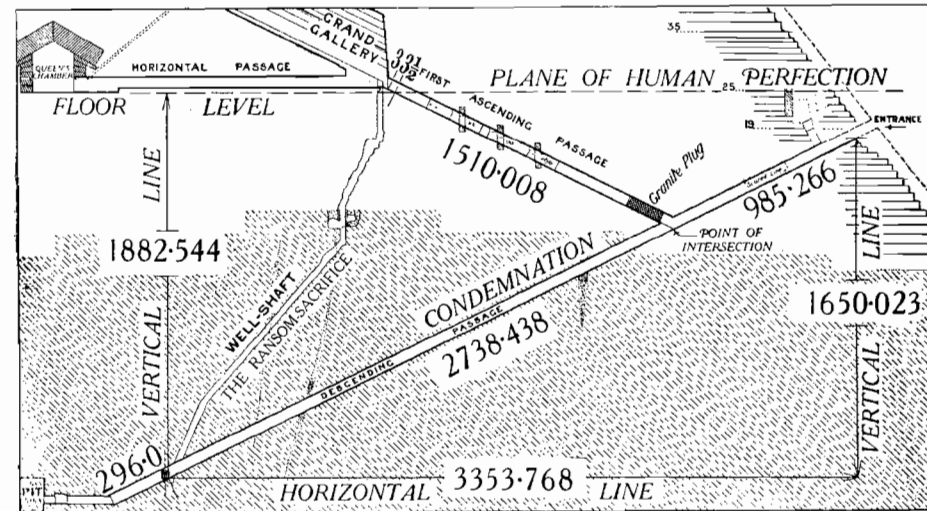 GRAND
GALLERY
31
332
FIRST
ASCENDING
PASSAGE
1510·008
QUEEN'S
CHAMBER
HORIZONTAL PASSAGE
PLANE OF HUMAN PERFECTION
FLOOR LEVEL
35
25
19
ENTRANCE
Granite Plug
985·266
POINT OF
INTERSECTION
VERTICAL LINE
1882·544
WELL-SHAFT
THE RANSOM SACRIFICE
CONDEMNATION
DESCENDING PASSAGE
2738·438
VERTICAL LINE
1650·023
296·0
PIT
HORIZONTAL 3353·768 LINE